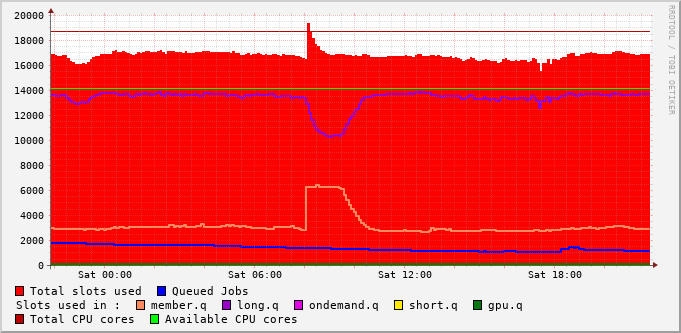 20000
18000
16000
14000
12000
10000
8000
6000
4000
2000
0
Sat 00:00 Sat 06:00 Sat 12:00 Sat 18:00
RRDTOOL / TOBI OETIKER
Total slots used Queued Jobs
Slots used in : member.q long.q ondemand.q short.q gpu.q
Total CPU cores Available CPU cores